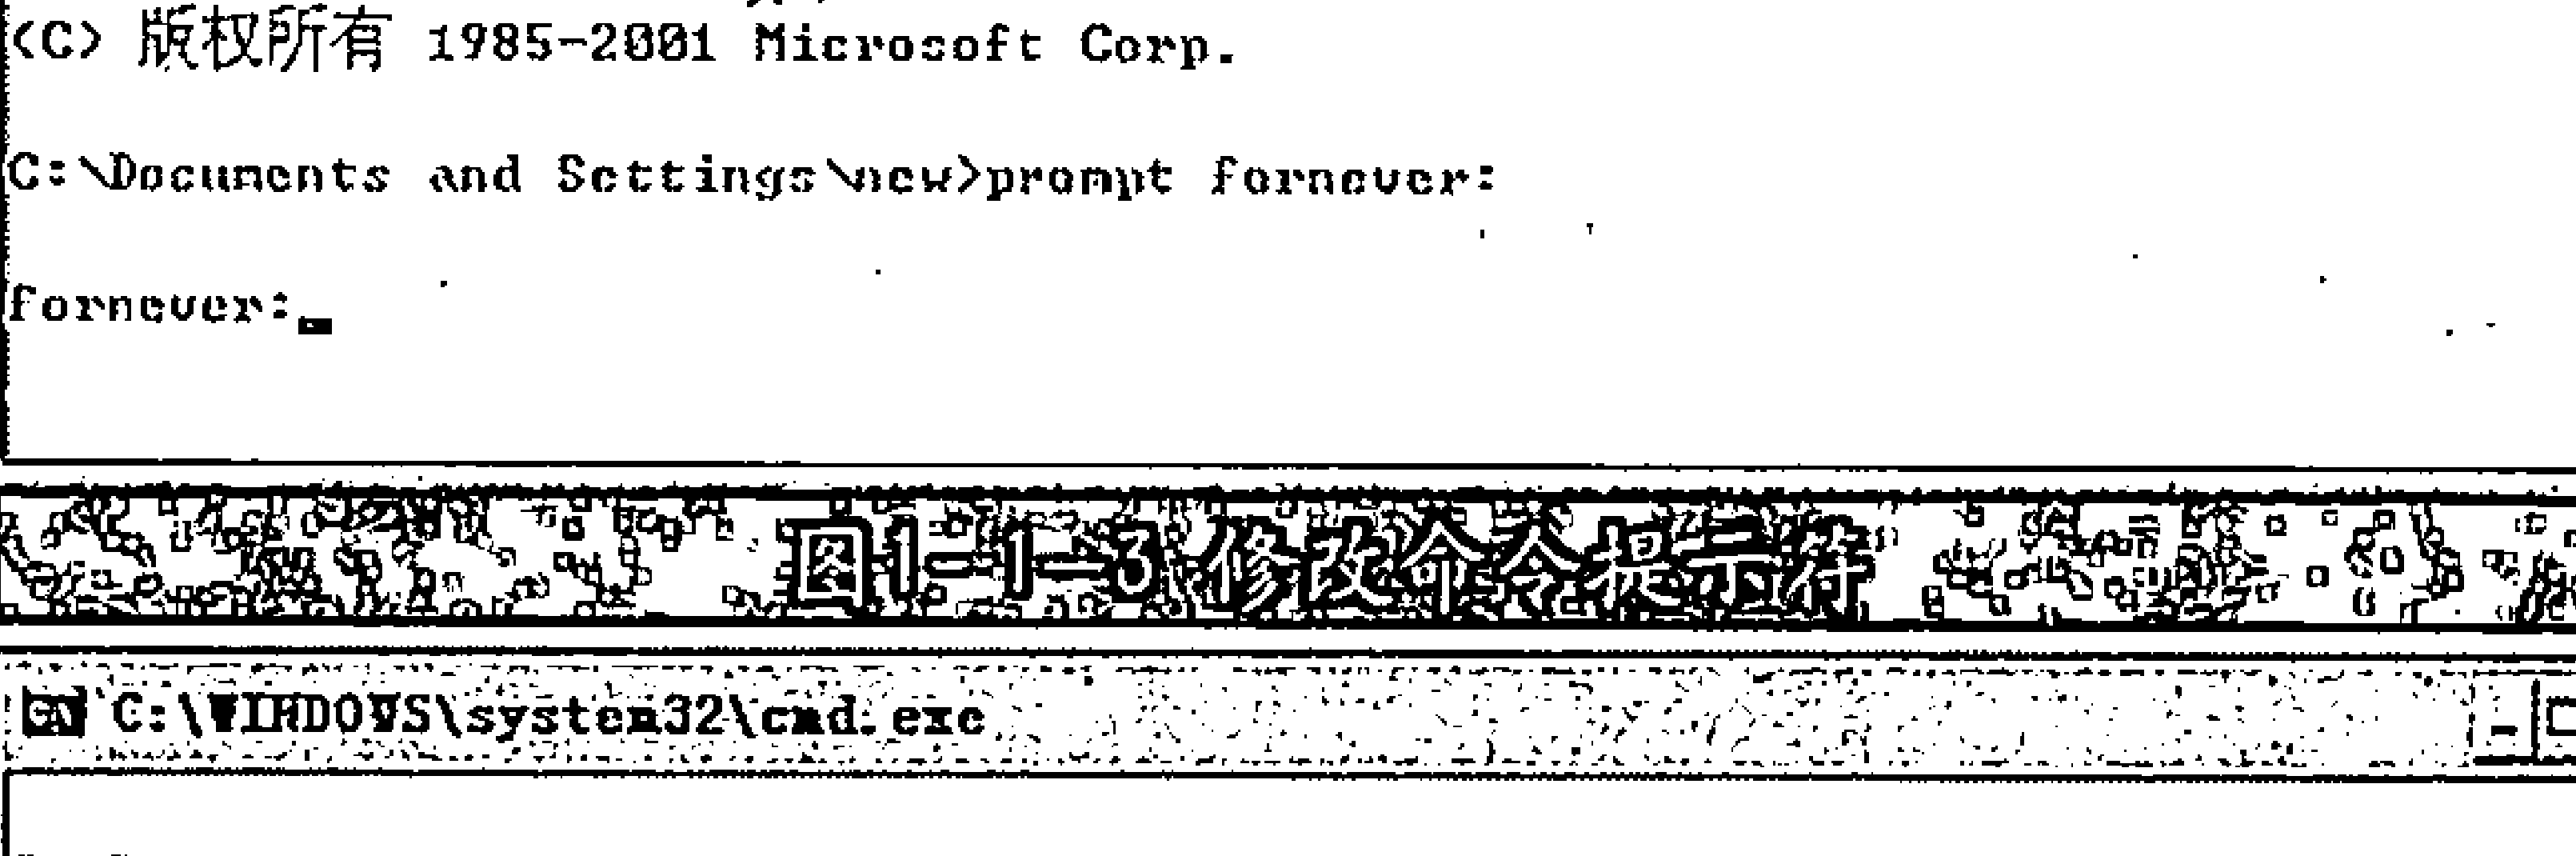 (C) 版权所有 1985-2001 Microsoft Corp.
C:\Documents and Settings\new>prompt fornever:
fornever:_
图1-1-3 修改命令提示符
C:\WINDOWS\system32\cmd.exe